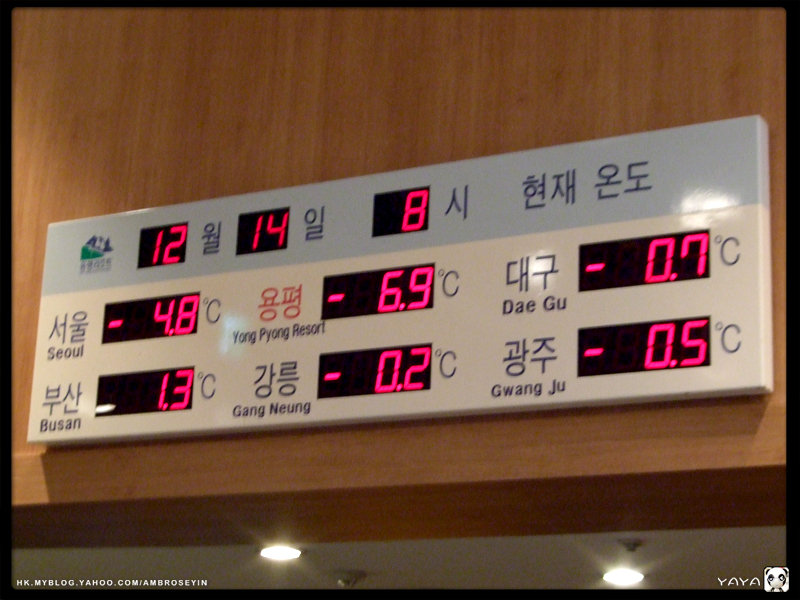 12 월 14 일 8 시 현재 온도
서울 Seoul - 4.8 ℃
용평 Yong Pyong Resort - 6.9 ℃
대구 Dae Gu - 0.7 ℃
부산 Busan 1.3 ℃
강릉 Gang Neung - 0.2 ℃
광주 Gwang Ju - 0.5 ℃
HK.MYBLOG.YAHOO.COM/AMBROSEYIN
YAYA